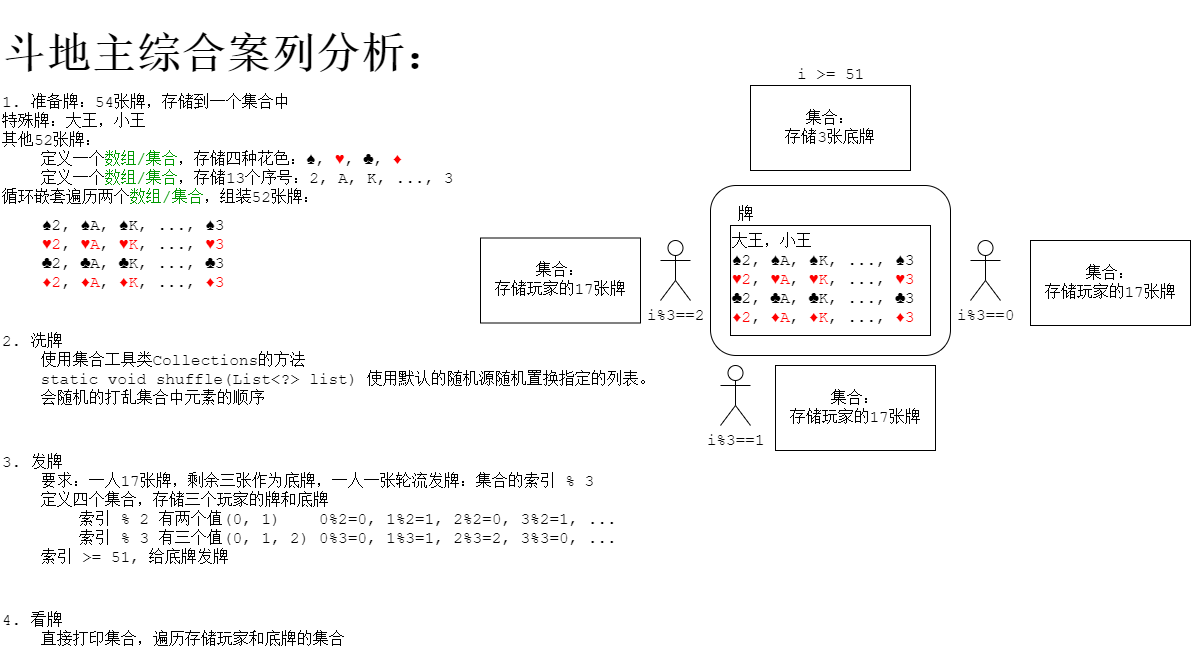 斗地主综合案列分析：
1. 准备牌：54张牌，存储到一个集合中
特殊牌：大王，小王
其他52张牌：
定义一个数组/集合，存储四种花色：♠, ♥, ♣, ♦
定义一个数组/集合，存储13个序号：2, A, K, ..., 3
循环嵌套遍历两个数组/集合，组装52张牌：
♠2, ♠A, ♠K, ..., ♠3
♥2, ♥A, ♥K, ..., ♥3
♣2, ♣A, ♣K, ..., ♣3
♦2, ♦A, ♦K, ..., ♦3
2. 洗牌
使用集合工具类Collections的方法
static void shuffle(List<?> list) 使用默认的随机源随机置换指定的列表。
会随机的打乱集合中元素的顺序
3. 发牌
要求：一人17张牌，剩余三张作为底牌，一人一张轮流发牌：集合的索引 % 3
定义四个集合，存储三个玩家的牌和底牌
索引 % 2 有两个值(0, 1) 0%2=0, 1%2=1, 2%2=0, 3%2=1, ...
索引 % 3 有三个值(0, 1, 2) 0%3=0, 1%3=1, 2%3=2, 3%3=0, ...
索引 >= 51, 给底牌发牌
4. 看牌
直接打印集合，遍历存储玩家和底牌的集合
i >= 51
集合：
存储3张底牌
牌
大王，小王
♠2, ♠A, ♠K, ..., ♠3
♥2, ♥A, ♥K, ..., ♥3
♣2, ♣A, ♣K, ..., ♣3
♦2, ♦A, ♦K, ..., ♦3
集合：
存储玩家的17张牌
i%3==2
i%3==0
集合：
存储玩家的17张牌
i%3==1
集合：
存储玩家的17张牌